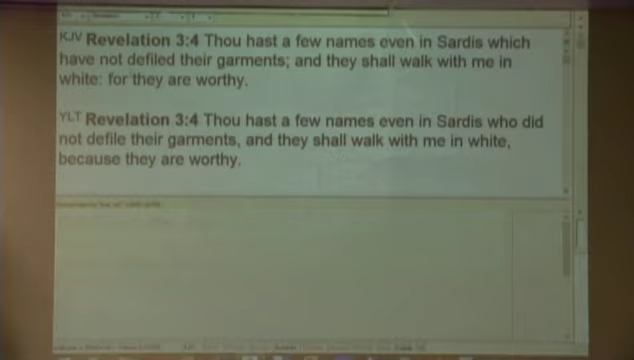 KJV Revelation 3:4 Thou hast a few names even in Sardis which
have not defiled their garments; and they shall walk with me in
white: for they are worthy.
YLT Revelation 3:4 Thou hast a few names even in Sardis who did
not defile their garments, and they shall walk with me in white,
because they are worthy.